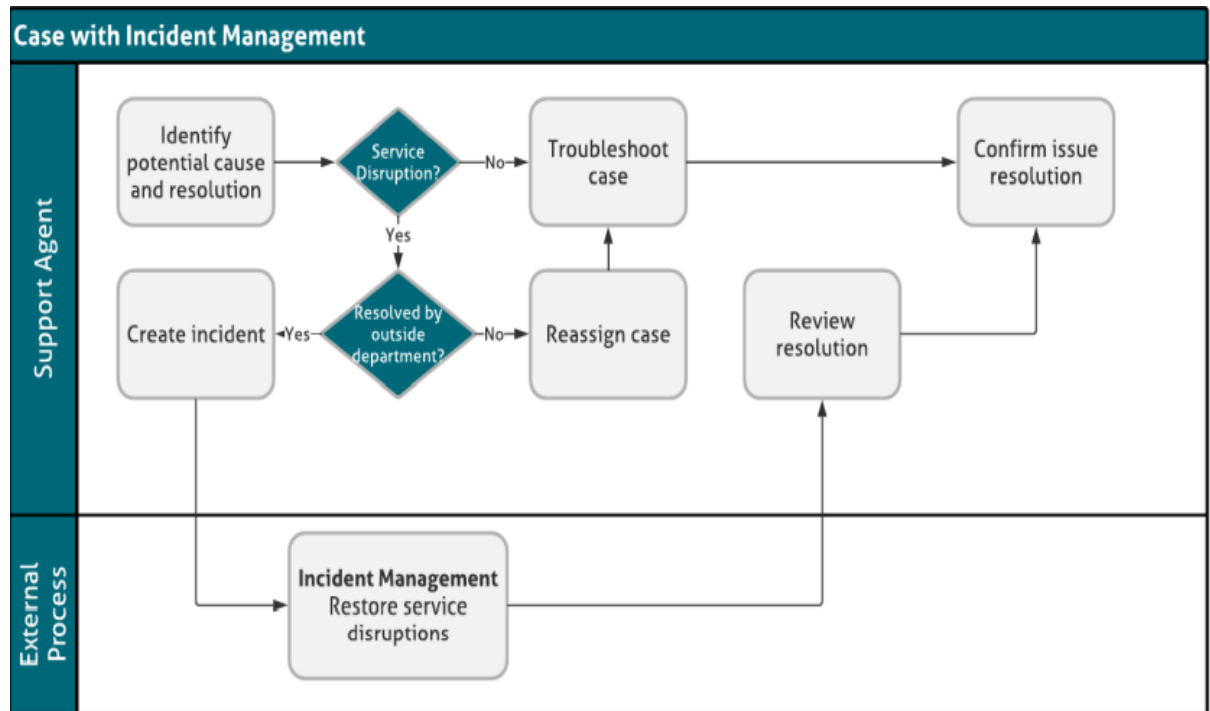 Case with Incident Management
Support Agent
Identify
potential cause
and resolution
Service
Disruption?
No
Troubleshoot
case
Confirm issue
resolution
Yes
Create incident
Yes
Resolved by
outside
department?
No
Reassign case
Review
resolution
External
Process
Incident Management
Restore service
disruptions